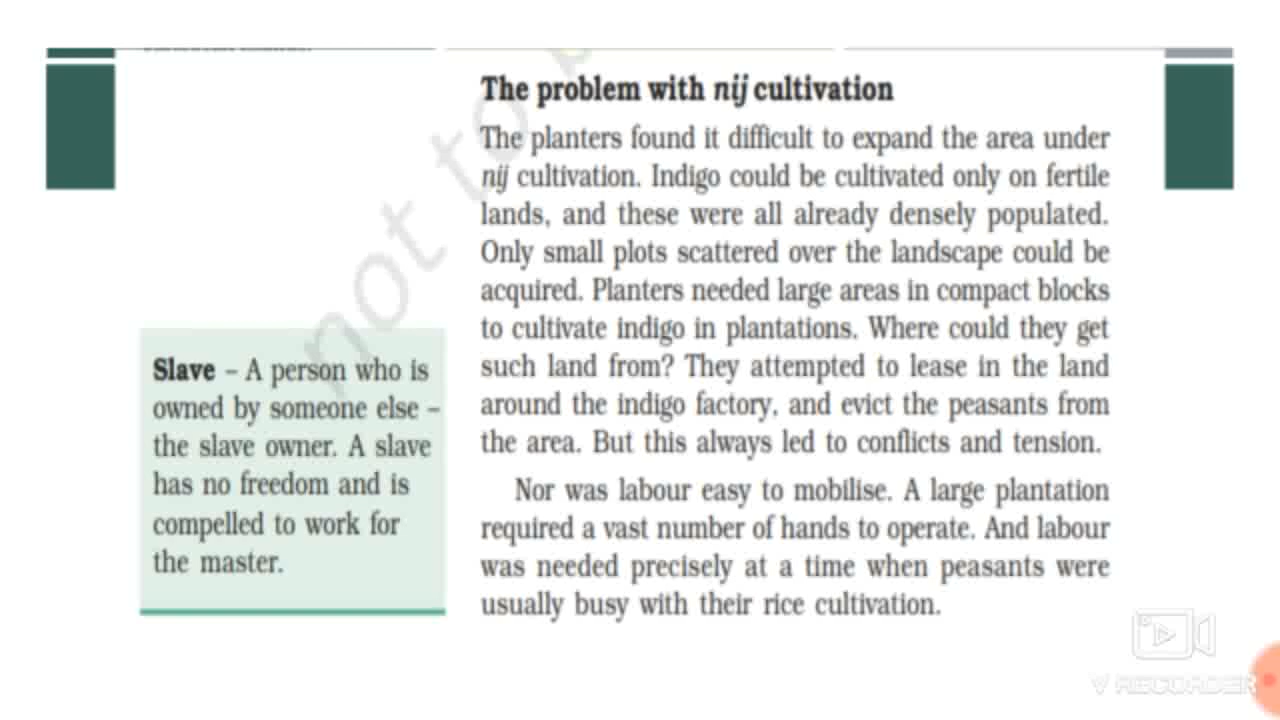 not to b
The problem with nij cultivation
The planters found it difficult to expand the area under
nij cultivation. Indigo could be cultivated only on fertile
lands, and these were all already densely populated.
Only small plots scattered over the landscape could be
acquired. Planters needed large areas in compact blocks
to cultivate indigo in plantations. Where could they get
such land from? They attempted to lease in the land
around the indigo factory, and evict the peasants from
the area. But this always led to conflicts and tension.
Nor was labour easy to mobilise. A large plantation
required a vast number of hands to operate. And labour
was needed precisely at a time when peasants were
usually busy with their rice cultivation.
Slave – A person who is
owned by someone else –
the slave owner. A slave
has no freedom and is
compelled to work for
the master.
RECORDER